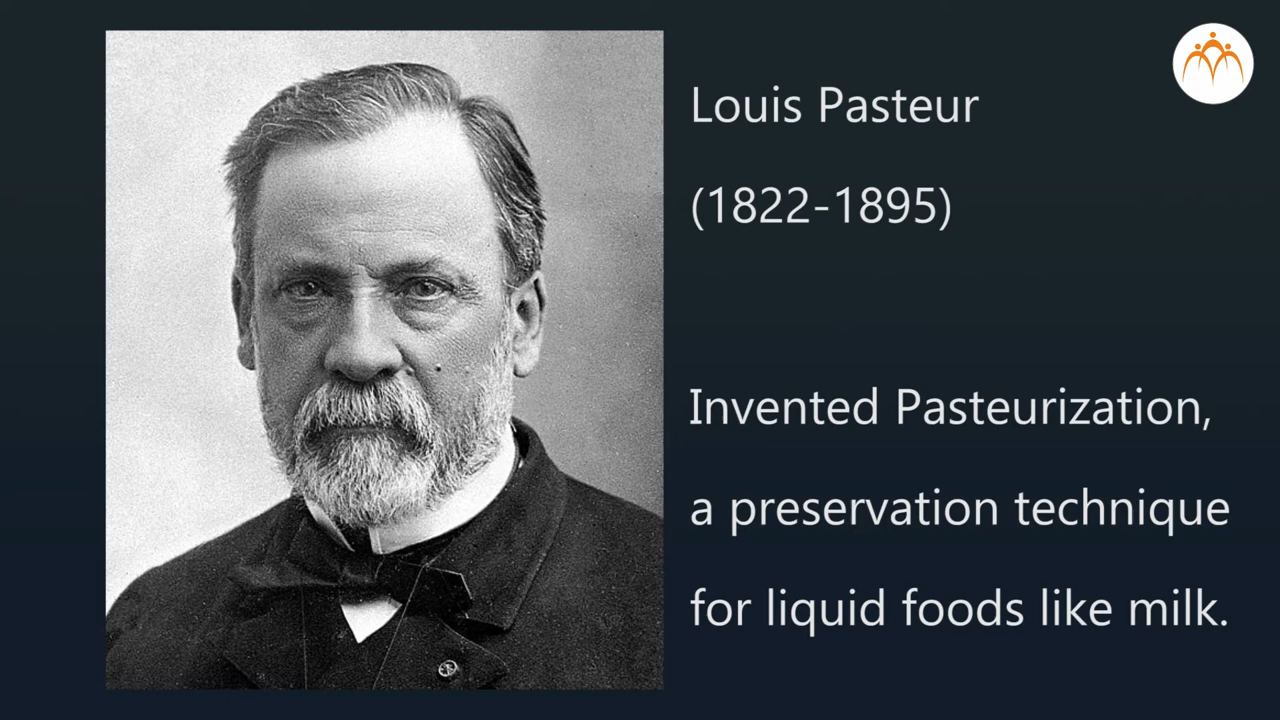 Louis Pasteur
(1822-1895)
Invented Pasteurization,
a preservation technique
for liquid foods like milk.